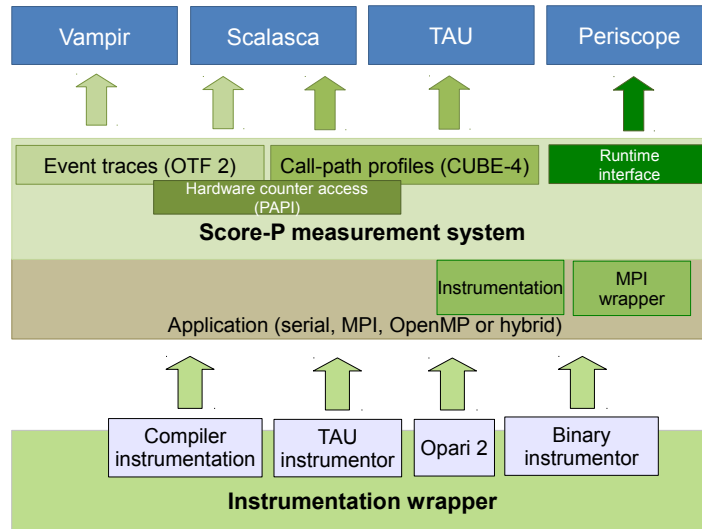 Vampir
Scalasca
TAU
Periscope
Event traces (OTF 2)
Call-path profiles (CUBE-4)
Runtime
interface
Hardware counter access
(PAPI)
Score-P measurement system
Instrumentation
MPI
wrapper
Application (serial, MPI, OpenMP or hybrid)
Compiler
instrumentation
TAU
instrumentor
Opari 2
Binary
instrumentor
Instrumentation wrapper